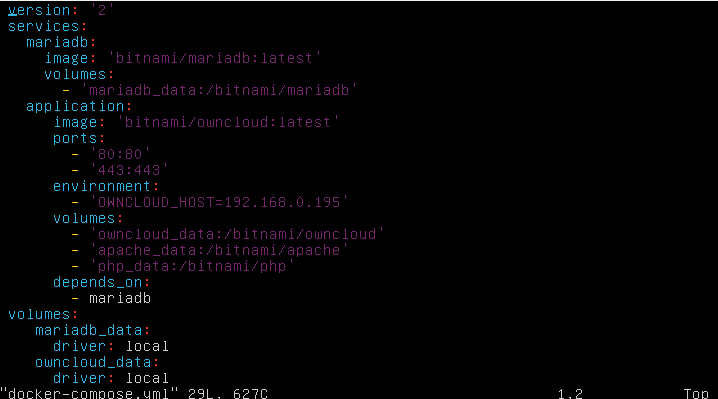 version: '2'
services:
  mariadb:
    image: 'bitnami/mariadb:latest'
    volumes:
      - 'mariadb_data:/bitnami/mariadb'
  application:
     image: 'bitnami/owncloud:latest'
     ports:
       - '80:80'
       - '443:443'
     environment:
       - 'OWNCLOUD_HOST=192.168.0.195'
     volumes:
       - 'owncloud_data:/bitnami/owncloud'
       - 'apache_data:/bitnami/apache'
       - 'php_data:/bitnami/php'
     depends_on:
       - mariadb
volumes:
   mariadb_data:
     driver: local
   owncloud_data:
     driver: local
"docker-compose.yml" 29L, 627C 1,2 Top